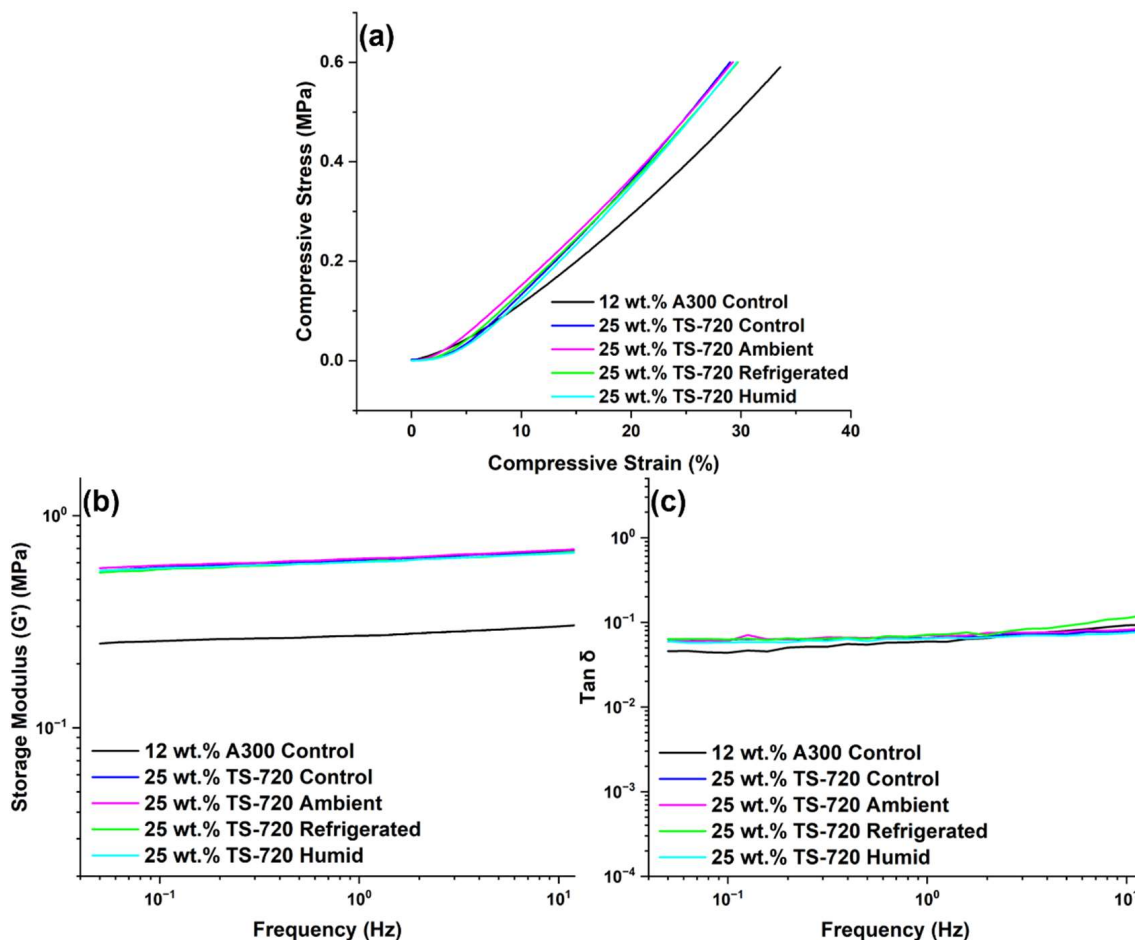 (a)
Compressive Stress (MPa)
0.6
0.4
0.2
0.0
12 wt.% A300 Control
25 wt.% TS-720 Control
25 wt.% TS-720 Ambient
25 wt.% TS-720 Refrigerated
25 wt.% TS-720 Humid
0 10 20 30 40
Compressive Strain (%)
(b)
Storage Modulus (G') (MPa)
10⁰
10⁻¹
12 wt.% A300 Control
25 wt.% TS-720 Control
25 wt.% TS-720 Ambient
25 wt.% TS-720 Refrigerated
25 wt.% TS-720 Humid
10⁻¹ 10⁰ 10¹
Frequency (Hz)
(c)
Tan δ
10⁰
10⁻¹
10⁻²
10⁻³
10⁻⁴
12 wt.% A300 Control
25 wt.% TS-720 Control
25 wt.% TS-720 Ambient
25 wt.% TS-720 Refrigerated
25 wt.% TS-720 Humid
10⁻¹ 10⁰ 10¹
Frequency (Hz)